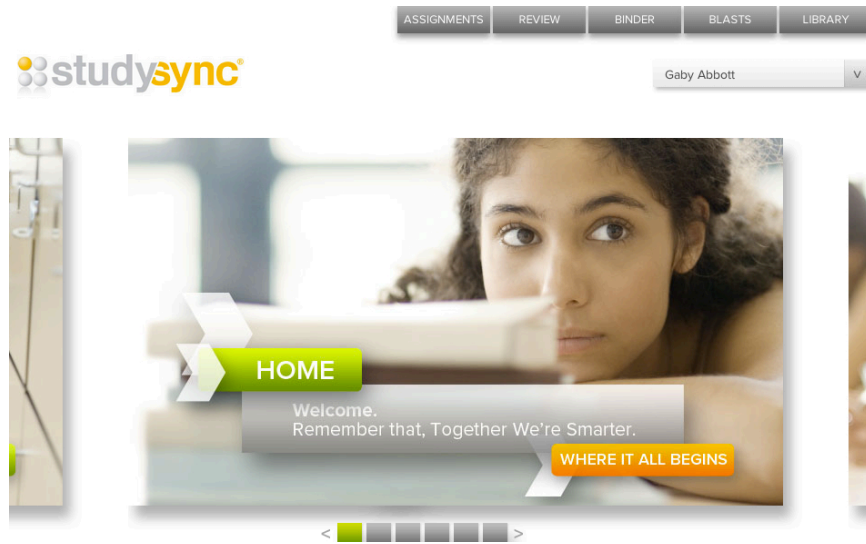 ASSIGNMENTS
REVIEW
BINDER
BLASTS
LIBRARY
studysync®
Gaby Abbott
v
HOME
Welcome.
Remember that, Together We're Smarter.
WHERE IT ALL BEGINS
< >